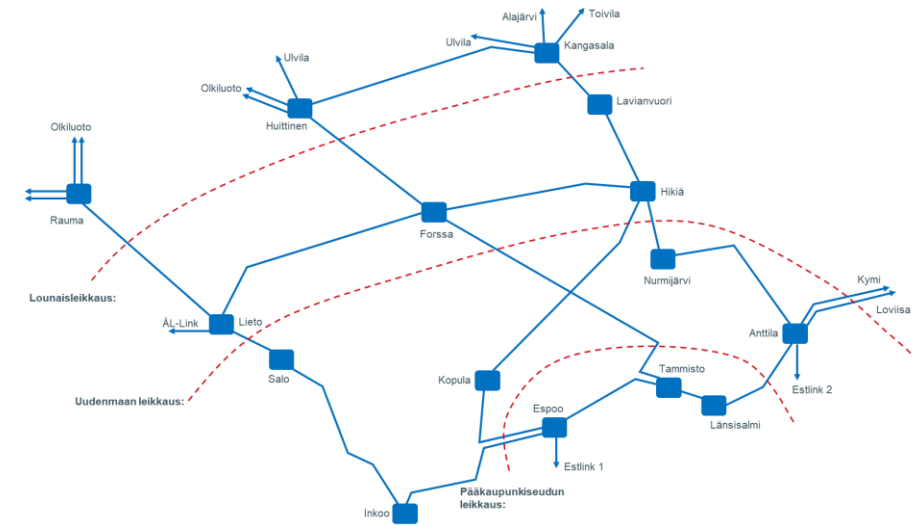 Alajärvi
Toivila
Ulvila
Kangasala
Ulvila
Olkiluoto
Lavianvuori
Huittinen
Olkiluoto
Hikiä
Rauma
Forssa
Nurmijärvi
Kymi
Lounaisleikkaus:
Loviisa
ÅL-Link
Lieto
Anttila
Salo
Kopula
Tammisto
Estlink 2
Uudenmaan leikkaus:
Espoo
Länsisalmi
Estlink 1
Pääkaupunkiseudun
leikkaus:
Inkoo